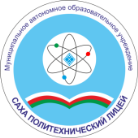 Муниципальное автономное образовательное учреждение
САХА ПОЛИТЕХНИЧЕСКИЙ ЛИЦЕЙ